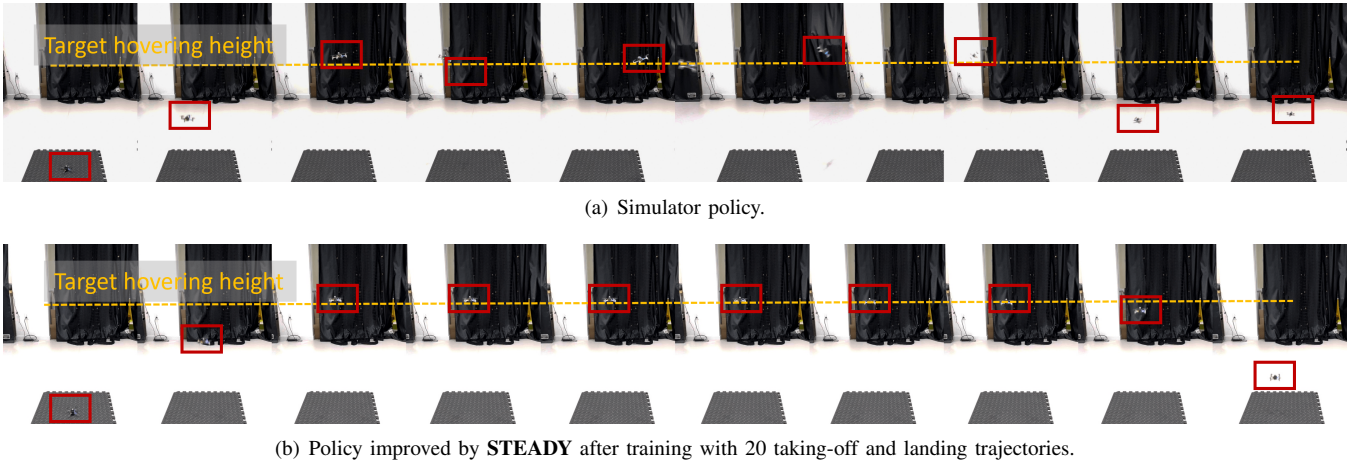 Target hovering height
(a) Simulator policy.
Target hovering height
(b) Policy improved by STEADY after training with 20 taking-off and landing trajectories.